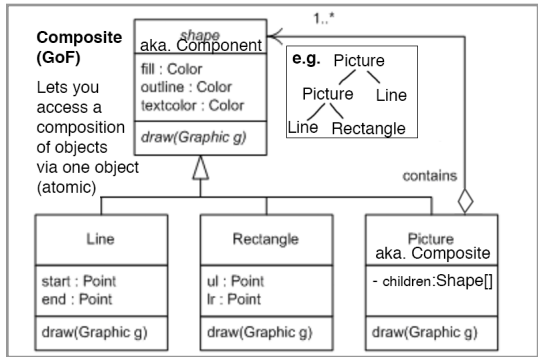 Composite
(GoF)
Lets you
access a
composition
of objects
via one object
(atomic)
shape
aka. Component
fill : Color
outline : Color
textcolor : Color
draw(Graphic g)
1..*
e.g. Picture
Picture Line
Line Rectangle
contains
Line
start : Point
end : Point
draw(Graphic g)
Rectangle
ul : Point
lr : Point
draw(Graphic g)
Picture
aka. Composite
- children:Shape[]
draw(Graphic g)